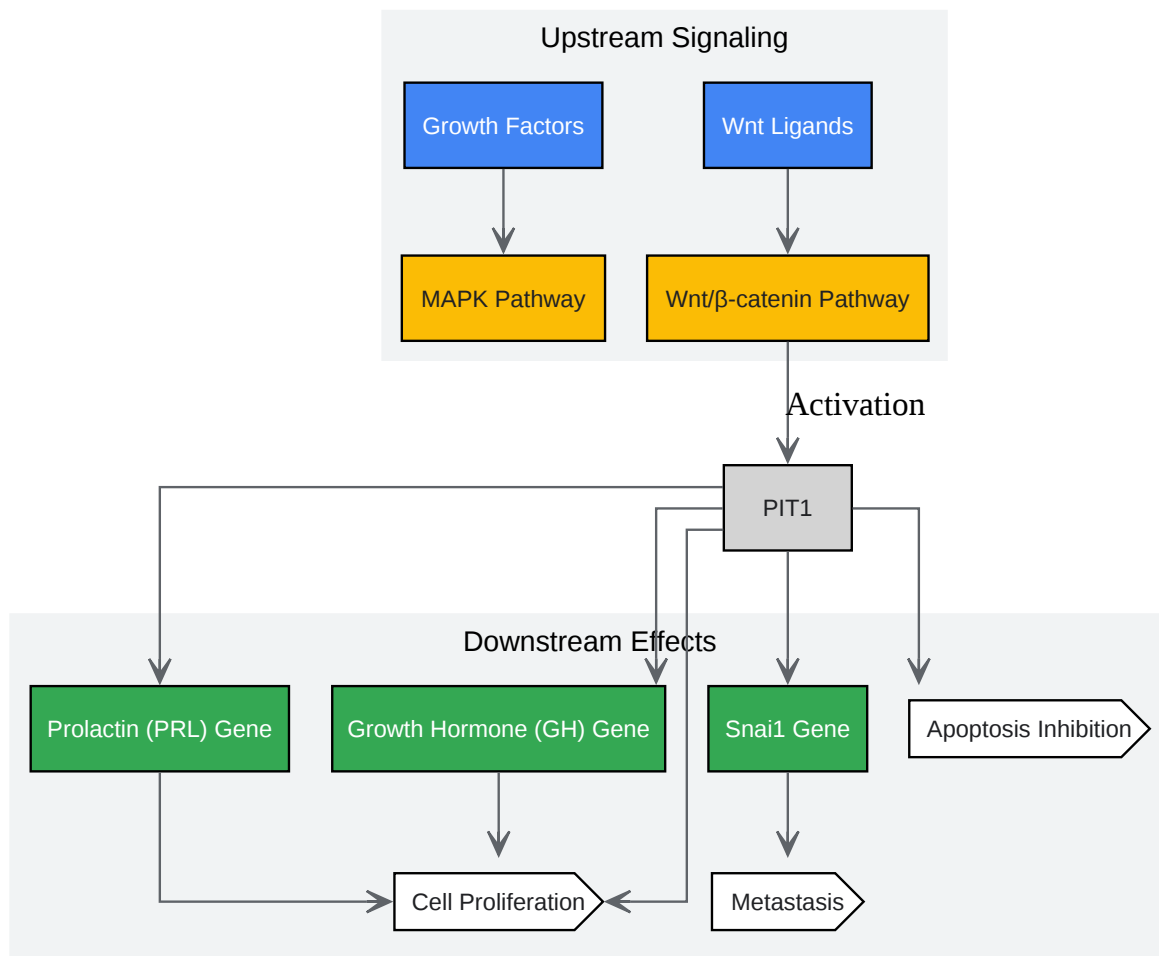 Upstream Signaling
Growth Factors
Wnt Ligands
MAPK Pathway
Wnt/β-catenin Pathway
Activation
PIT1
Downstream Effects
Prolactin (PRL) Gene
Growth Hormone (GH) Gene
Snai1 Gene
Apoptosis Inhibition
Cell Proliferation
Metastasis